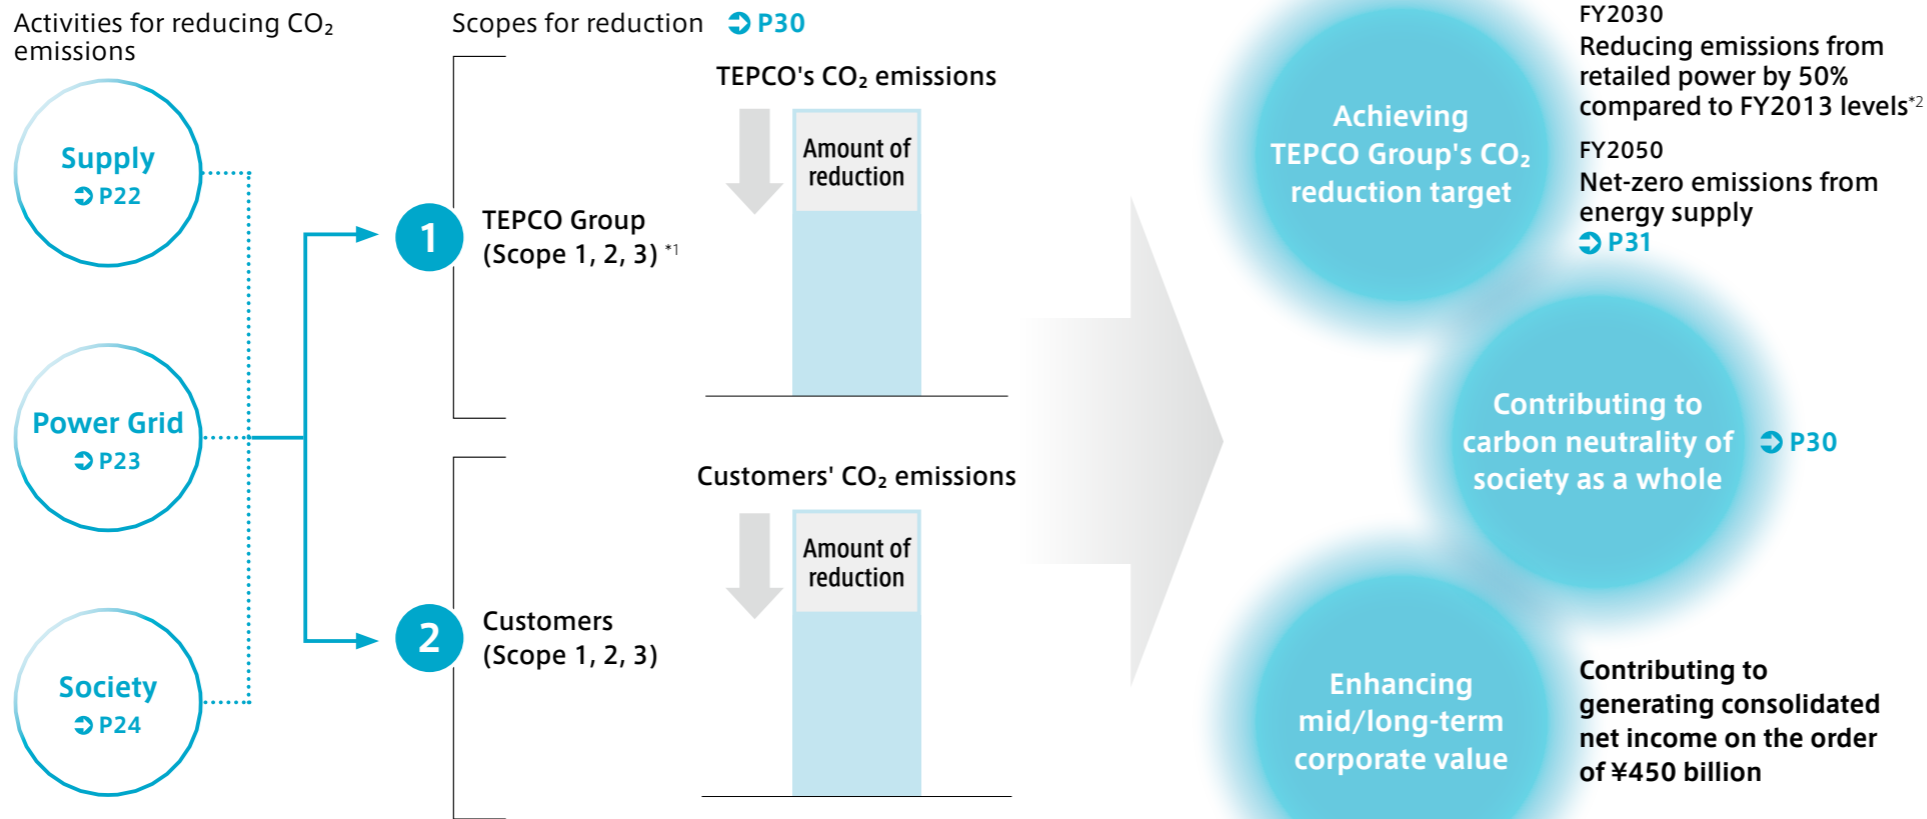 Activities for reducing CO₂
emissions
Supply
➲ P22
Power Grid
➲ P23
Society
➲ P24
Scopes for reduction ➲ P30
1
TEPCO Group
(Scope 1, 2, 3) *1
TEPCO's CO₂ emissions
Amount of
reduction
2
Customers
(Scope 1, 2, 3)
Customers' CO₂ emissions
Amount of
reduction
Achieving
TEPCO Group's CO₂
reduction target
FY2030
Reducing emissions from
retailed power by 50%
compared to FY2013 levels*2
FY2050
Net-zero emissions from
energy supply
➲ P31
Contributing to
carbon neutrality of
society as a whole
➲ P30
Enhancing
mid/long-term
corporate value
Contributing to
generating consolidated
net income on the order
of ¥450 billion